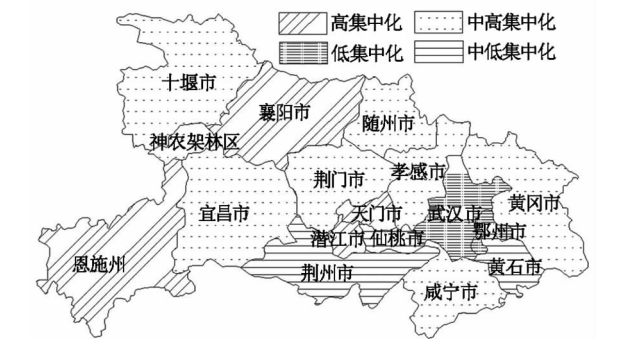 高集中化 中高集中化
低集中化 中低集中化
十堰市
襄阳市
随州市
神农架林区
荆门市
孝感市
宜昌市
天门市
武汉市
黄冈市
潜江市
仙桃市
鄂州市
恩施州
荆州市
黄石市
咸宁市